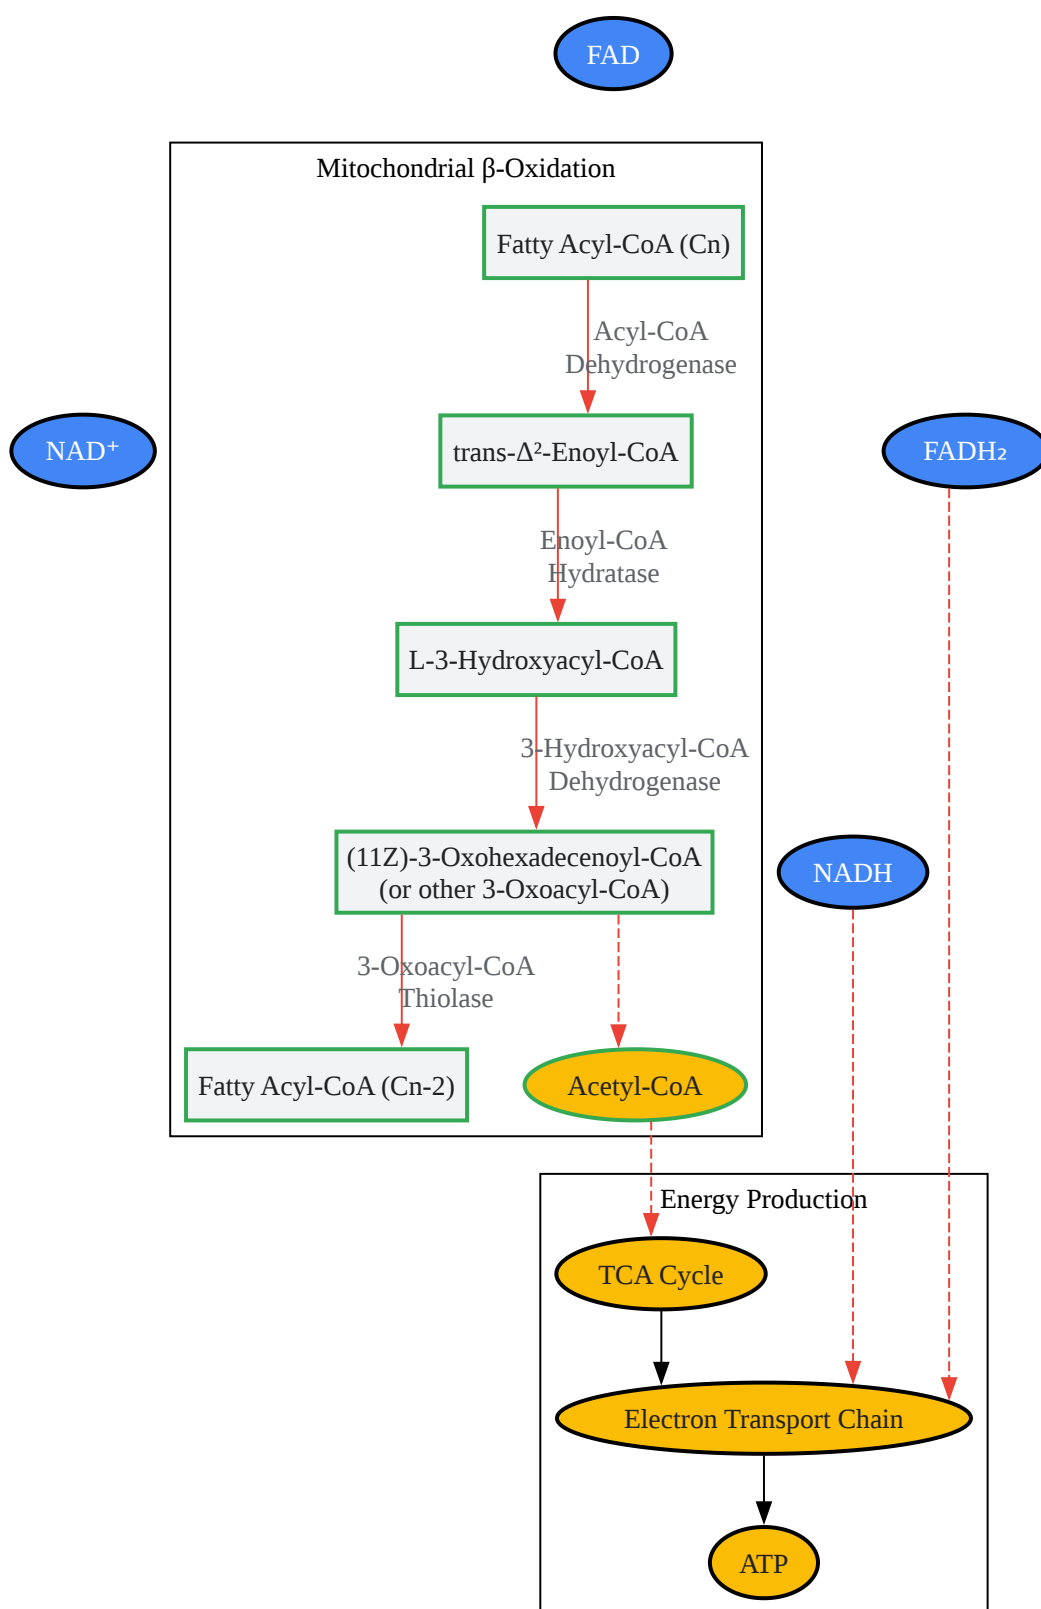 FAD
Mitochondrial β-Oxidation
Fatty Acyl-CoA (Cn)
Acyl-CoA
Dehydrogenase
NAD⁺
trans-Δ²-Enoyl-CoA
FADH₂
Enoyl-CoA
Hydratase
L-3-Hydroxyacyl-CoA
3-Hydroxyacyl-CoA
Dehydrogenase
(11Z)-3-Oxohexadecenoyl-CoA
(or other 3-Oxoacyl-CoA)
NADH
3-Oxoacyl-CoA
Thiolase
Fatty Acyl-CoA (Cn-2)
Acetyl-CoA
Energy Production
TCA Cycle
Electron Transport Chain
ATP